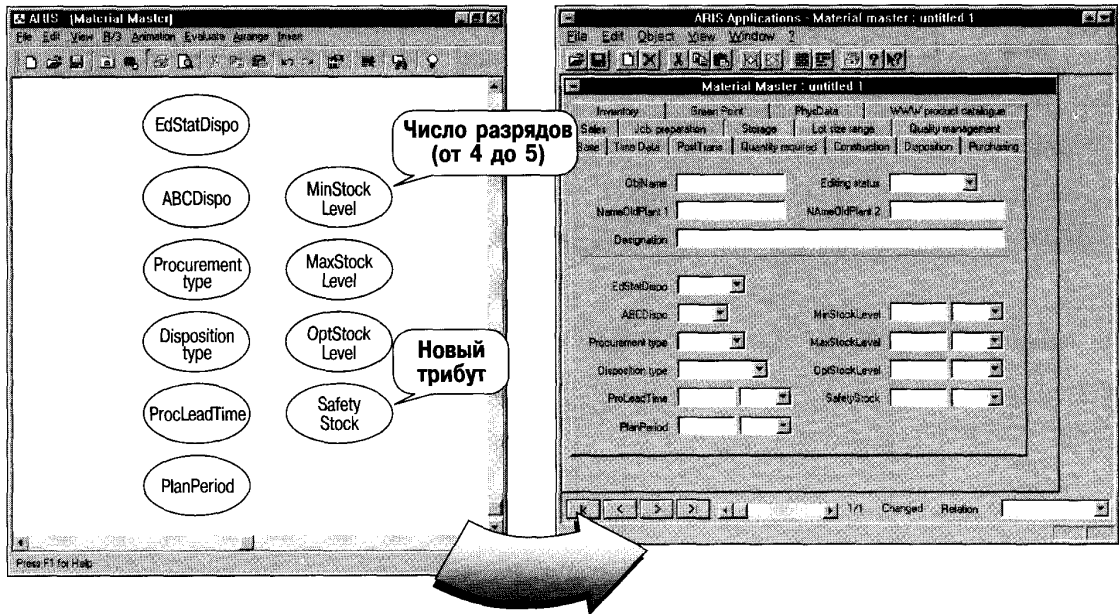 ARIS - [Material Master]
File Edit View R/3 Animation Evaluate Arrange Insert
EdStatDispo
ABCDispo
Procurement
type
Disposition
type
ProcLeadTime
PlanPeriod
MinStock
Level
MaxStock
Level
OptStock
Level
Safety
Stock
Число разрядов
(от 4 до 5)
Новый
трибут
Press F1 for Help
ARIS Applications - Material master : untitled 1
File Edit Object View Window ?
Material Master : untitled 1
Inventory Green Point PhysData WWW product catalogue
Sales Job preparation Storage Lot size range Quality management
Base Time Data PostTrans Quantity required Construction Disposition Purchasing
ObjName Editing status
NameOldPlant 1 NAmeOldPlant 2
Designation
EdStatDispo
ABCDispo MinStockLevel
Procurement type MaxStockLevel
Disposition type OptStockLevel
ProLeadTime SafetyStock
PlanPeriod
1/1 Changed Relation